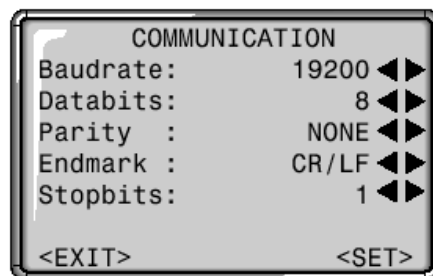 COMMUNICATION
Baudrate: 19200
Databits: 8
Parity : NONE
Endmark : CR/LF
Stopbits: 1
<EXIT> <SET>